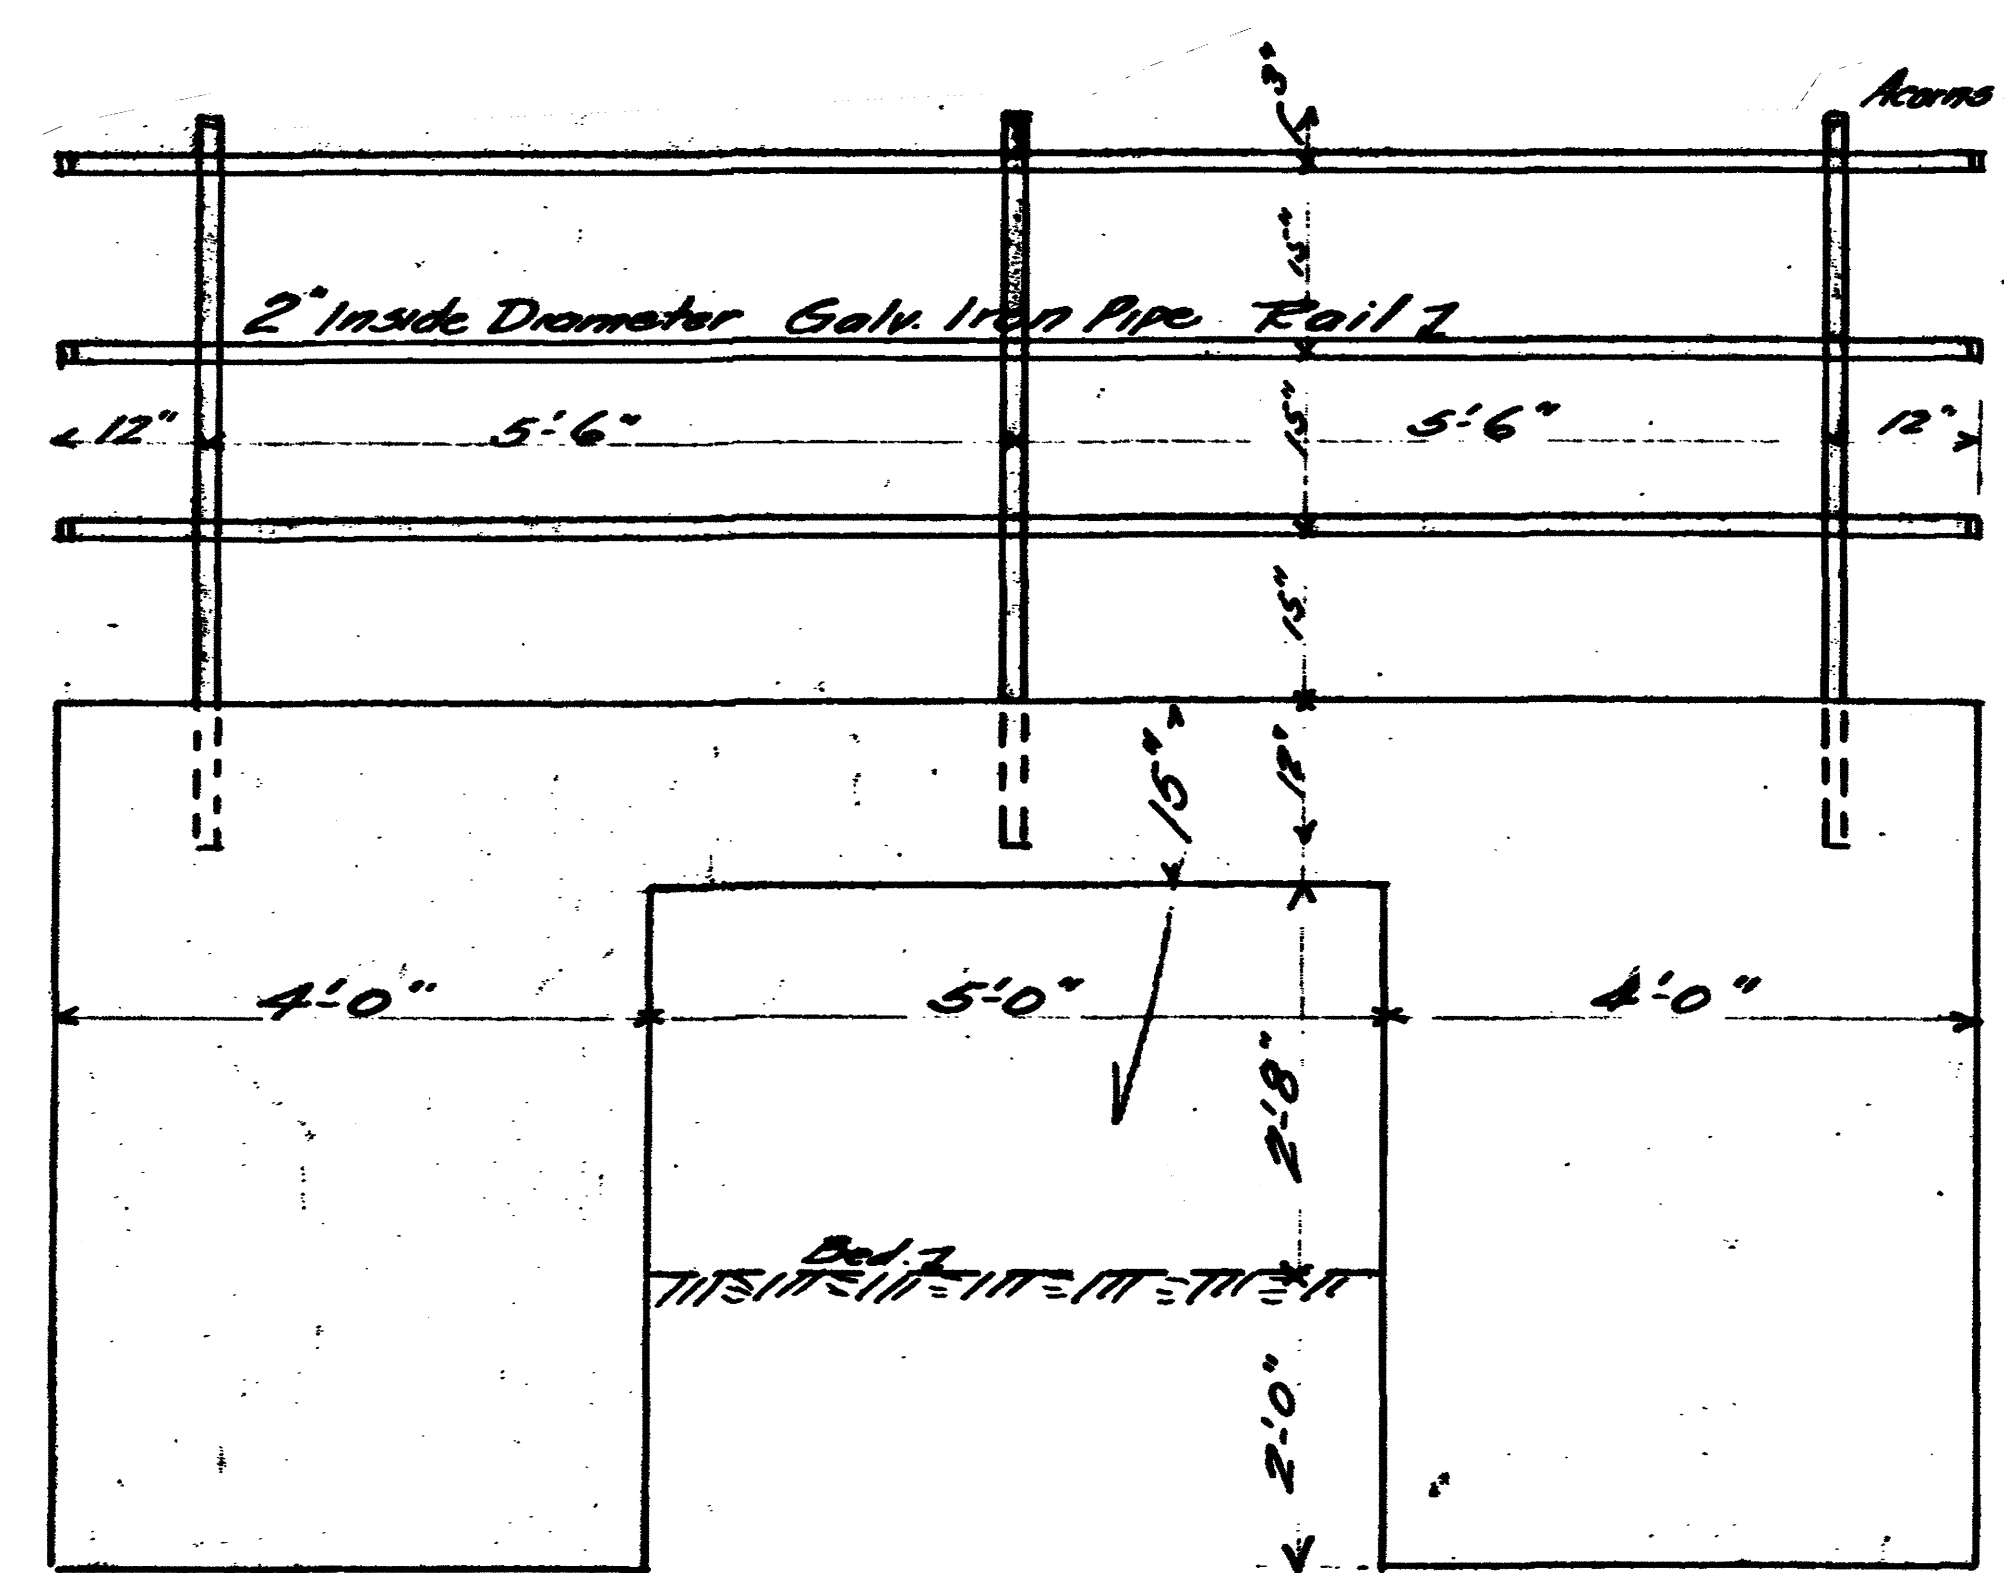 3"
Acorns
15"
2" Inside Diameter Galv. Iron Pipe Rail
12" 5'-6" 15" 5'-6" 12"
15"
15" 12"
4'-0" 5'-0" 4'-0"
2'-8"
Bed
2'-0"